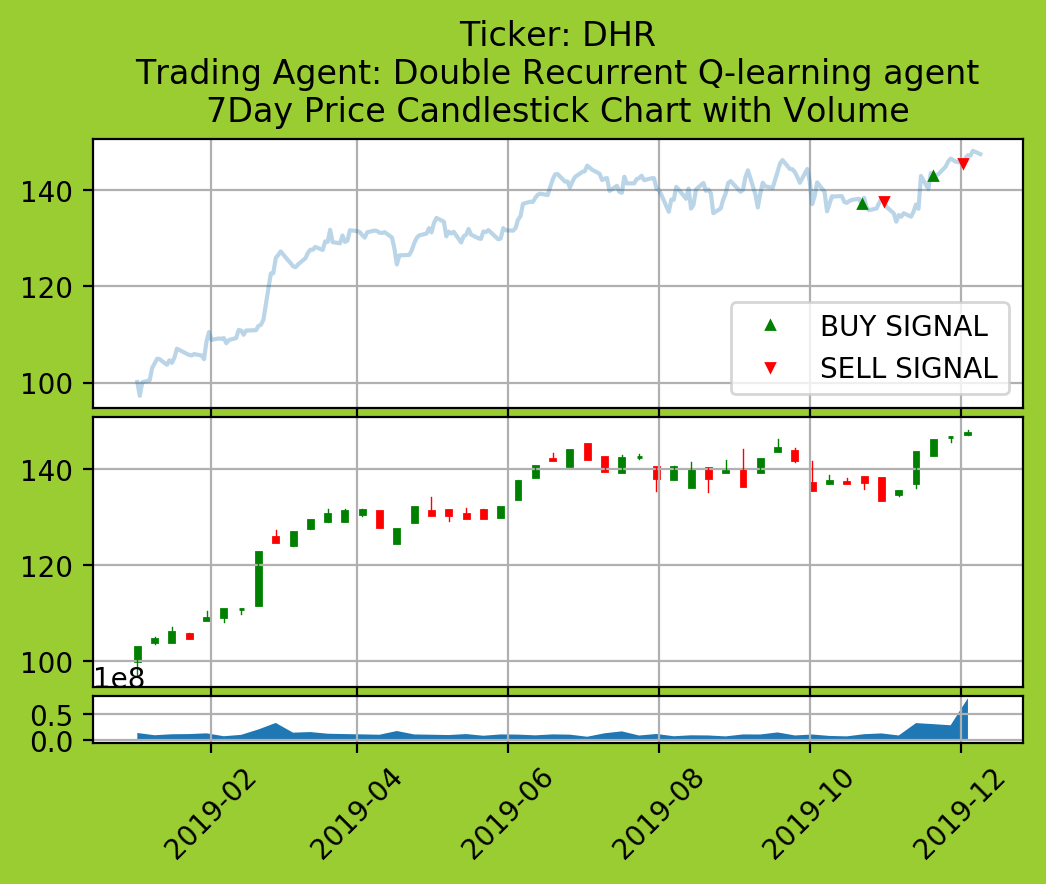 Ticker: DHR
Trading Agent: Double Recurrent Q-learning agent
7Day Price Candlestick Chart with Volume
140
120
100
BUY SIGNAL
SELL SIGNAL
140
120
100
1e8
0.5
0.0
2019-02
2019-04
2019-06
2019-08
2019-10
2019-12